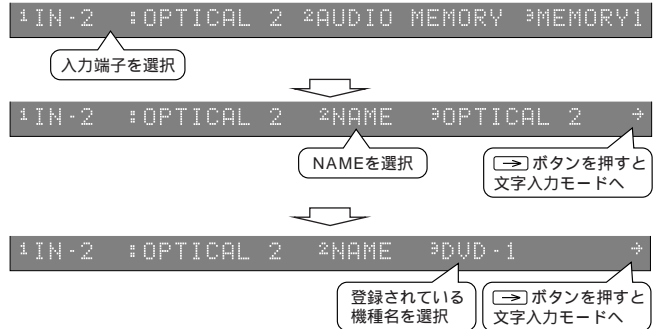 ¹IN-2 :OPTICAL 2 ²AUDIO MEMORY ³MEMORY1
入力端子を選択
¹IN-2 :OPTICAL 2 ²NAME ³OPTICAL 2 →
NAMEを選択
→ ボタンを押すと
文字入力モードへ
¹IN-2 :OPTICAL 2 ²NAME ³DVD-1 →
登録されている
機種名を選択
→ ボタンを押すと
文字入力モードへ